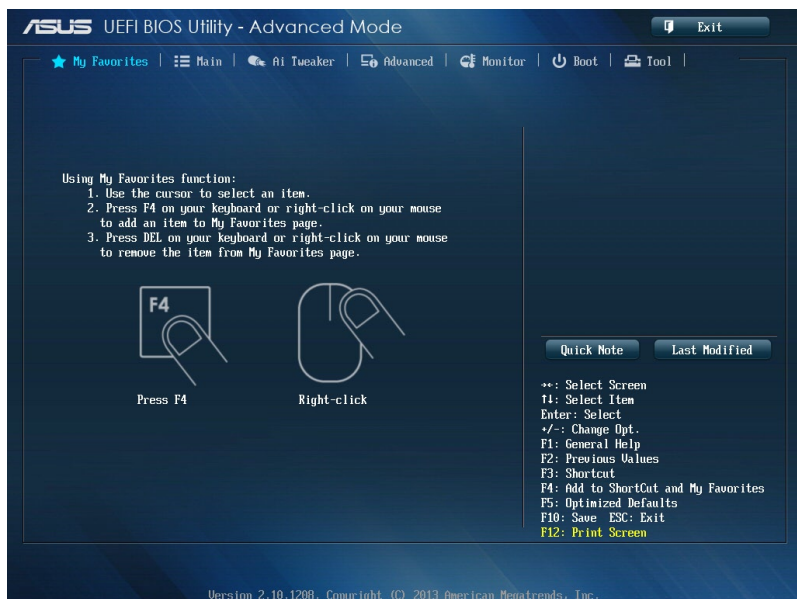 ASUS UEFI BIOS Utility - Advanced Mode
Exit
My Favorites | Main | Ai Tweaker | Advanced | Monitor | Boot | Tool |
Using My Favorites function:
1. Use the cursor to select an item.
2. Press F4 on your keyboard or right-click on your mouse
to add an item to My Favorites page.
3. Press DEL on your keyboard or right-click on your mouse
to remove the item from My Favorites page.
F4
Press F4
Right-click
Quick Note
Last Modified
→←: Select Screen
↑↓: Select Item
Enter: Select
+/-: Change Opt.
F1: General Help
F2: Previous Values
F3: Shortcut
F4: Add to ShortCut and My Favorites
F5: Optimized Defaults
F10: Save ESC: Exit
F12: Print Screen
Version 2.10.1208. Copyright (C) 2013 American Megatrends, Inc.